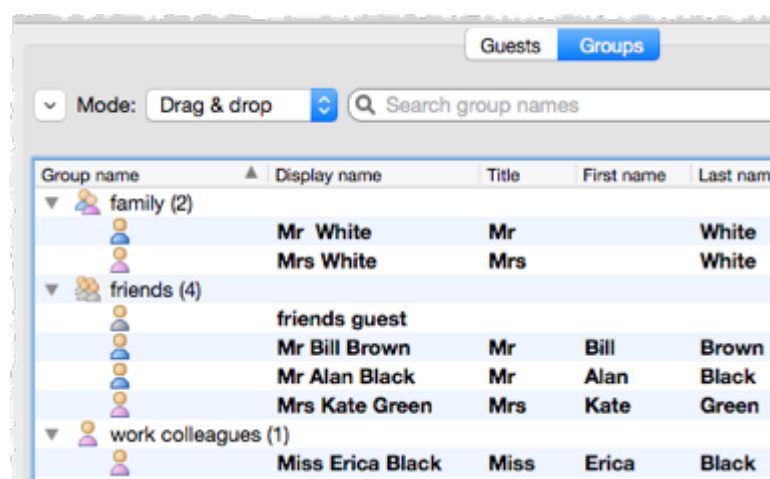 Guests Groups
Mode: Drag & drop Search group names
Group name Display name Title First name Last nam
family (2)
Mr White Mr White
Mrs White Mrs White
friends (4)
friends guest
Mr Bill Brown Mr Bill Brown
Mr Alan Black Mr Alan Black
Mrs Kate Green Mrs Kate Green
work colleagues (1)
Miss Erica Black Miss Erica Black